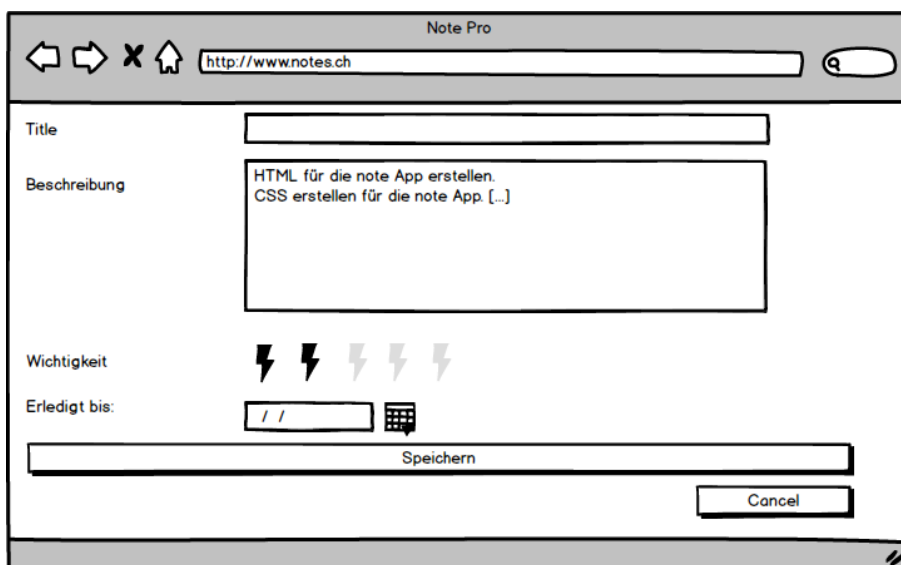 Note Pro
http://www.notes.ch
Title
Beschreibung
HTML für die note App erstellen.
CSS erstellen für die note App. [...]
Wichtigkeit
Erledigt bis:
/ /
Speichern
Cancel